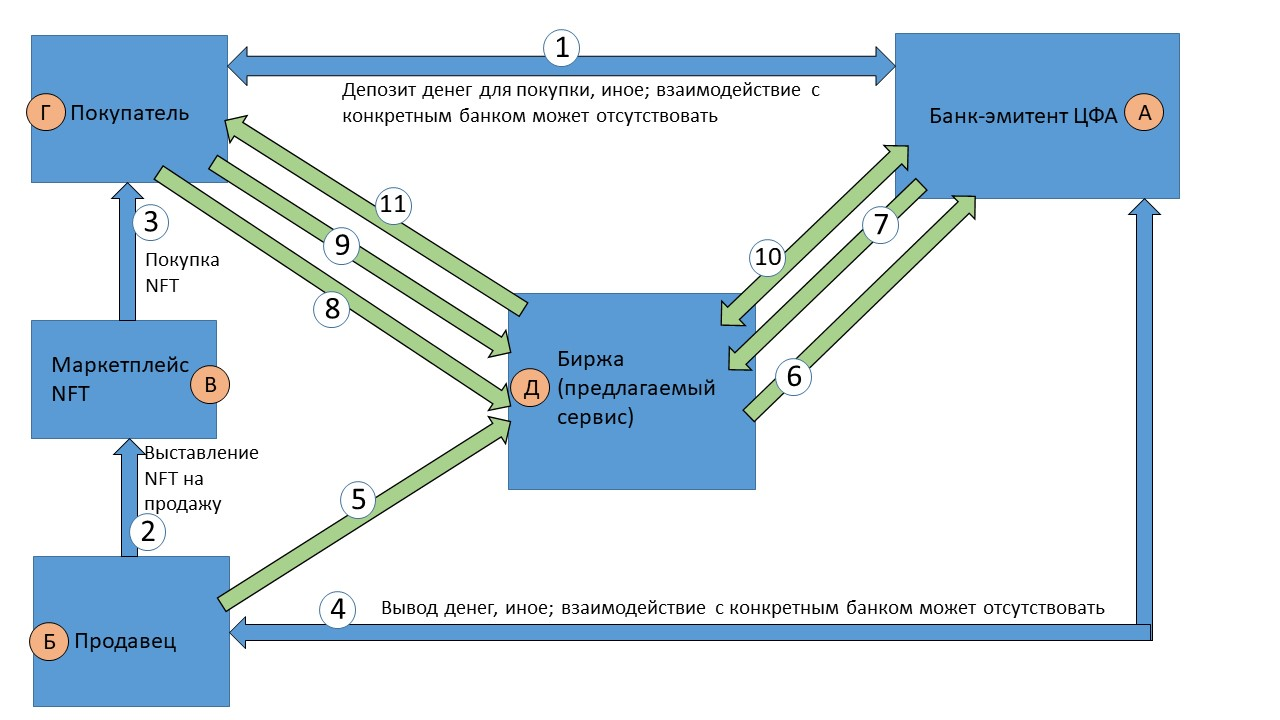 1
Депозит денег для покупки, иное; взаимодействие с
конкретным банком может отсутствовать
Г Покупатель
Банк-эмитент ЦФА А
11
3
9
7
10
8
Покупка
NFT
Маркетплейс
NFT
В
Д
Биржа
(предлагаемый
сервис)
6
Выставление
NFT на
продажу
5
2
4
Вывод денег, иное; взаимодействие с конкретным банком может отсутствовать
Б Продавец